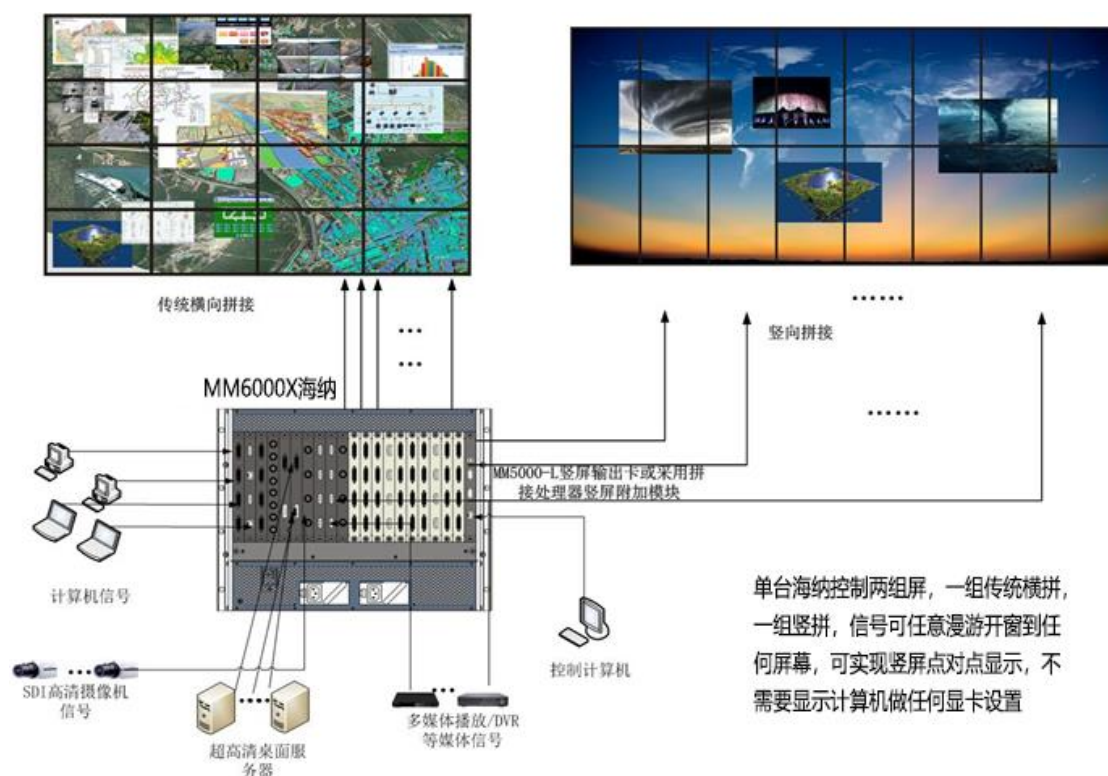 传统横向拼接
竖向拼接
MM6000X海纳
MM5000-L竖屏输出卡或采用拼
接处理器竖屏附加模块
计算机信号
控制计算机
SDI高清摄像机
信号
超高清桌面服
务器
多媒体播放/DVR
等媒体信号
单台海纳控制两组屏，一组传统横拼，
一组竖拼，信号可任意漫游开窗到任
何屏幕，可实现竖屏点对点显示，不
需要显示计算机做任何显卡设置